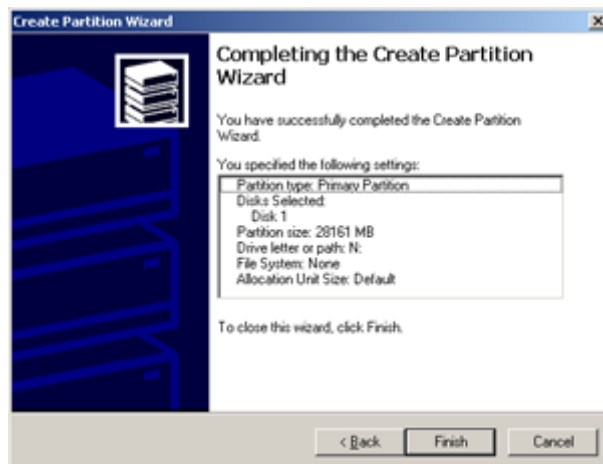 Create Partition Wizard
Completing the Create Partition
Wizard
You have successfully completed the Create Partition
Wizard.
You specified the following settings:
Partition type: Primary Partition
Disks Selected:
Disk 1
Partition size: 28161 MB
Drive letter or path: N:
File System: None
Allocation Unit Size: Default
To close this wizard, click Finish.
< Back
Finish
Cancel